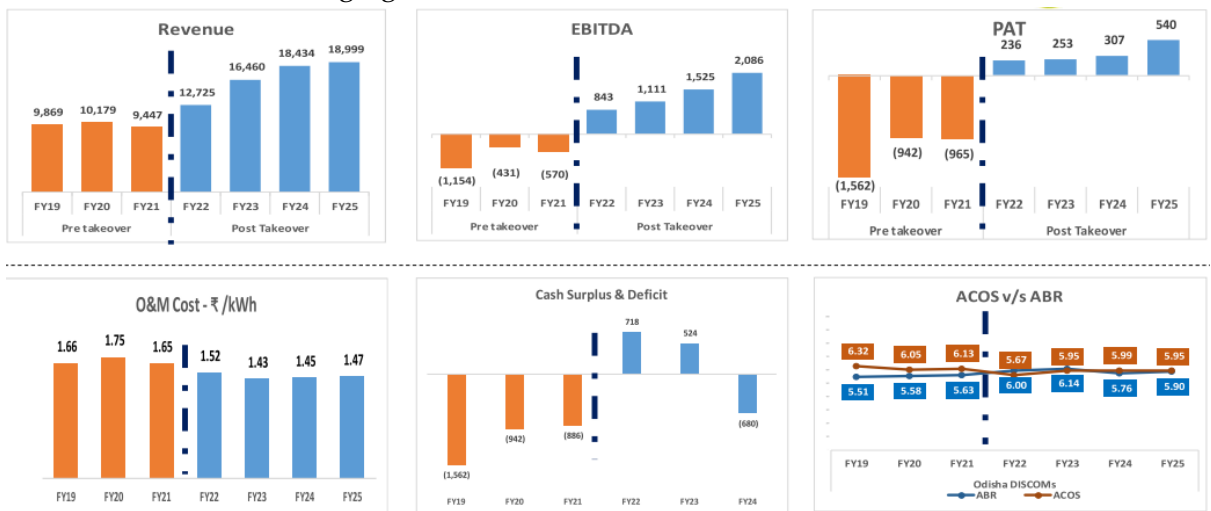 Revenue
18,999
18,434
16,460
12,725
9,869 10,179 9,447
FY19 FY20 FY21 FY22 FY23 FY24 FY25
Pre takeover Post Takeover
EBITDA
2,086
1,525
1,111
843
(1,154) (431) (570)
FY19 FY20 FY21 FY22 FY23 FY24 FY25
Pre takeover Post Takeover
PAT
540
236 253 307
(942) (965)
(1,562)
FY19 FY20 FY21 FY22 FY23 FY24 FY25
Pre takeover Post Takeover
O&M Cost - ₹ /kWh
1.66 1.75 1.65 1.52 1.43 1.45 1.47
FY19 FY20 FY21 FY22 FY23 FY24 FY25
Cash Surplus & Deficit
718
524
(680)
(942) (886)
(1,562)
FY19 FY20 FY21 FY22 FY23 FY24
ACOS v/s ABR
6.32 6.05 6.13 5.67 5.95 5.99 5.95
5.51 5.58 5.63 6.00 6.14 5.76 5.90
FY19 FY20 FY21 FY22 FY23 FY24 FY25
Odisha DISCOMs
ABR ACOS